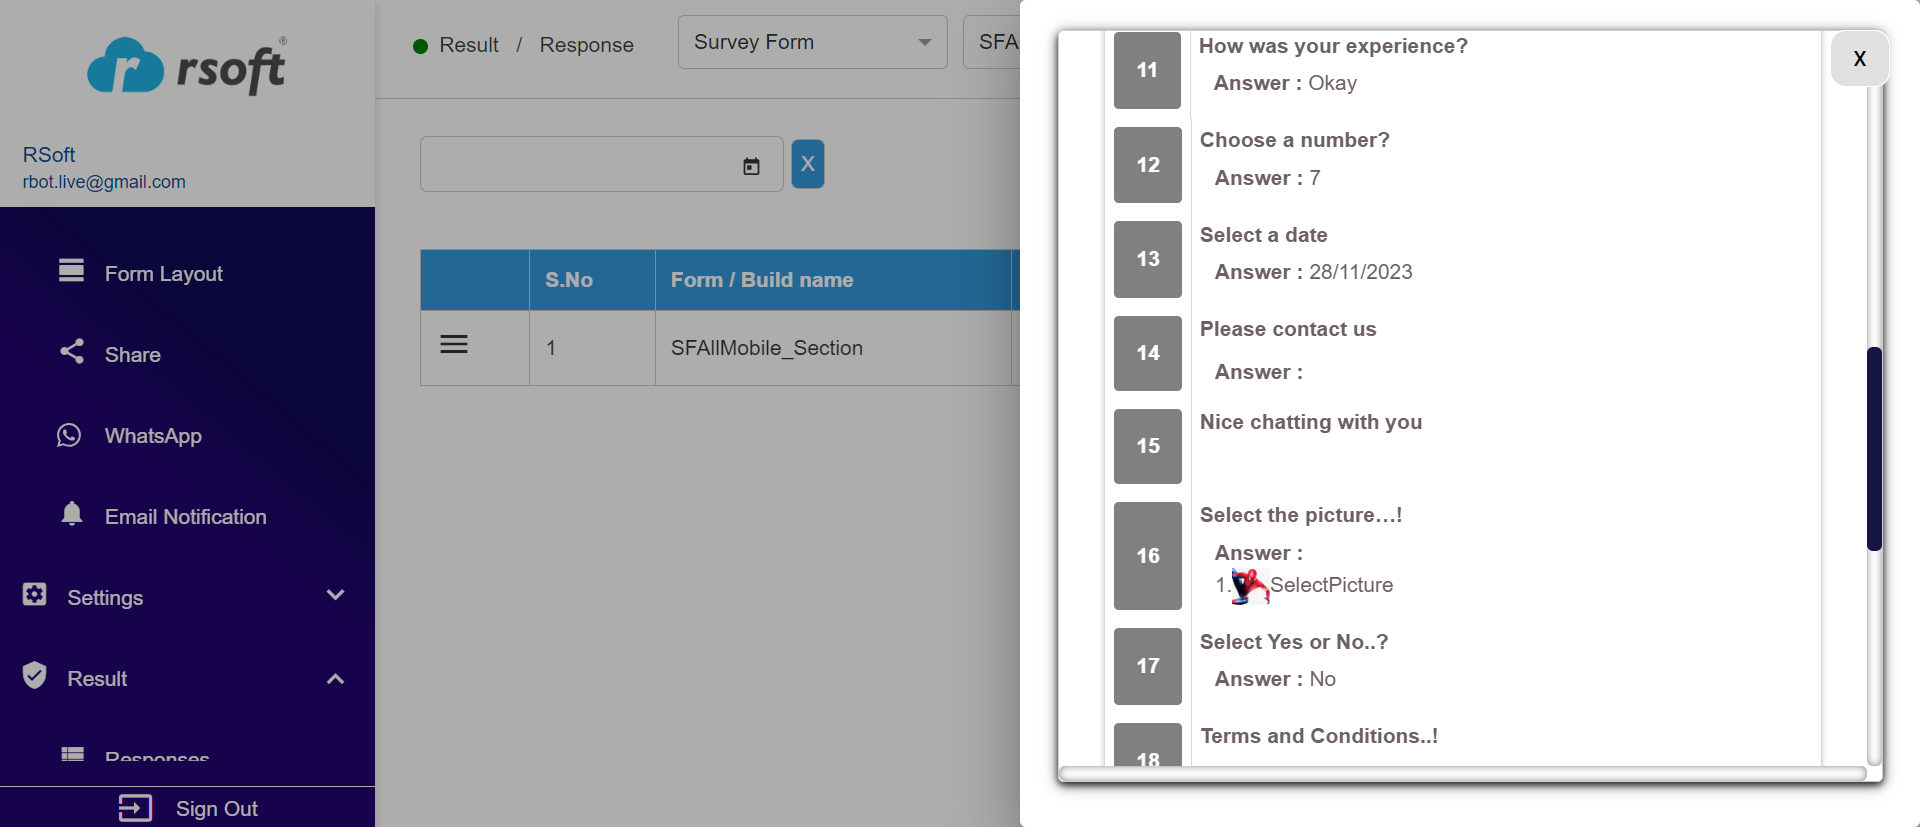 rsoft
®
RSoft
rbot.live@gmail.com
Form Layout
Share
WhatsApp
Email Notification
Settings
Result
Responses
Sign Out
Result / Response
Survey Form
SFA
X
S.No
Form / Build name
1
SFAllMobile_Section
X
11
How was your experience?
Answer : Okay
12
Choose a number?
Answer : 7
13
Select a date
Answer : 28/11/2023
14
Please contact us
Answer :
15
Nice chatting with you
16
Select the picture...!
Answer :
1. SelectPicture
17
Select Yes or No..?
Answer : No
18
Terms and Conditions..!